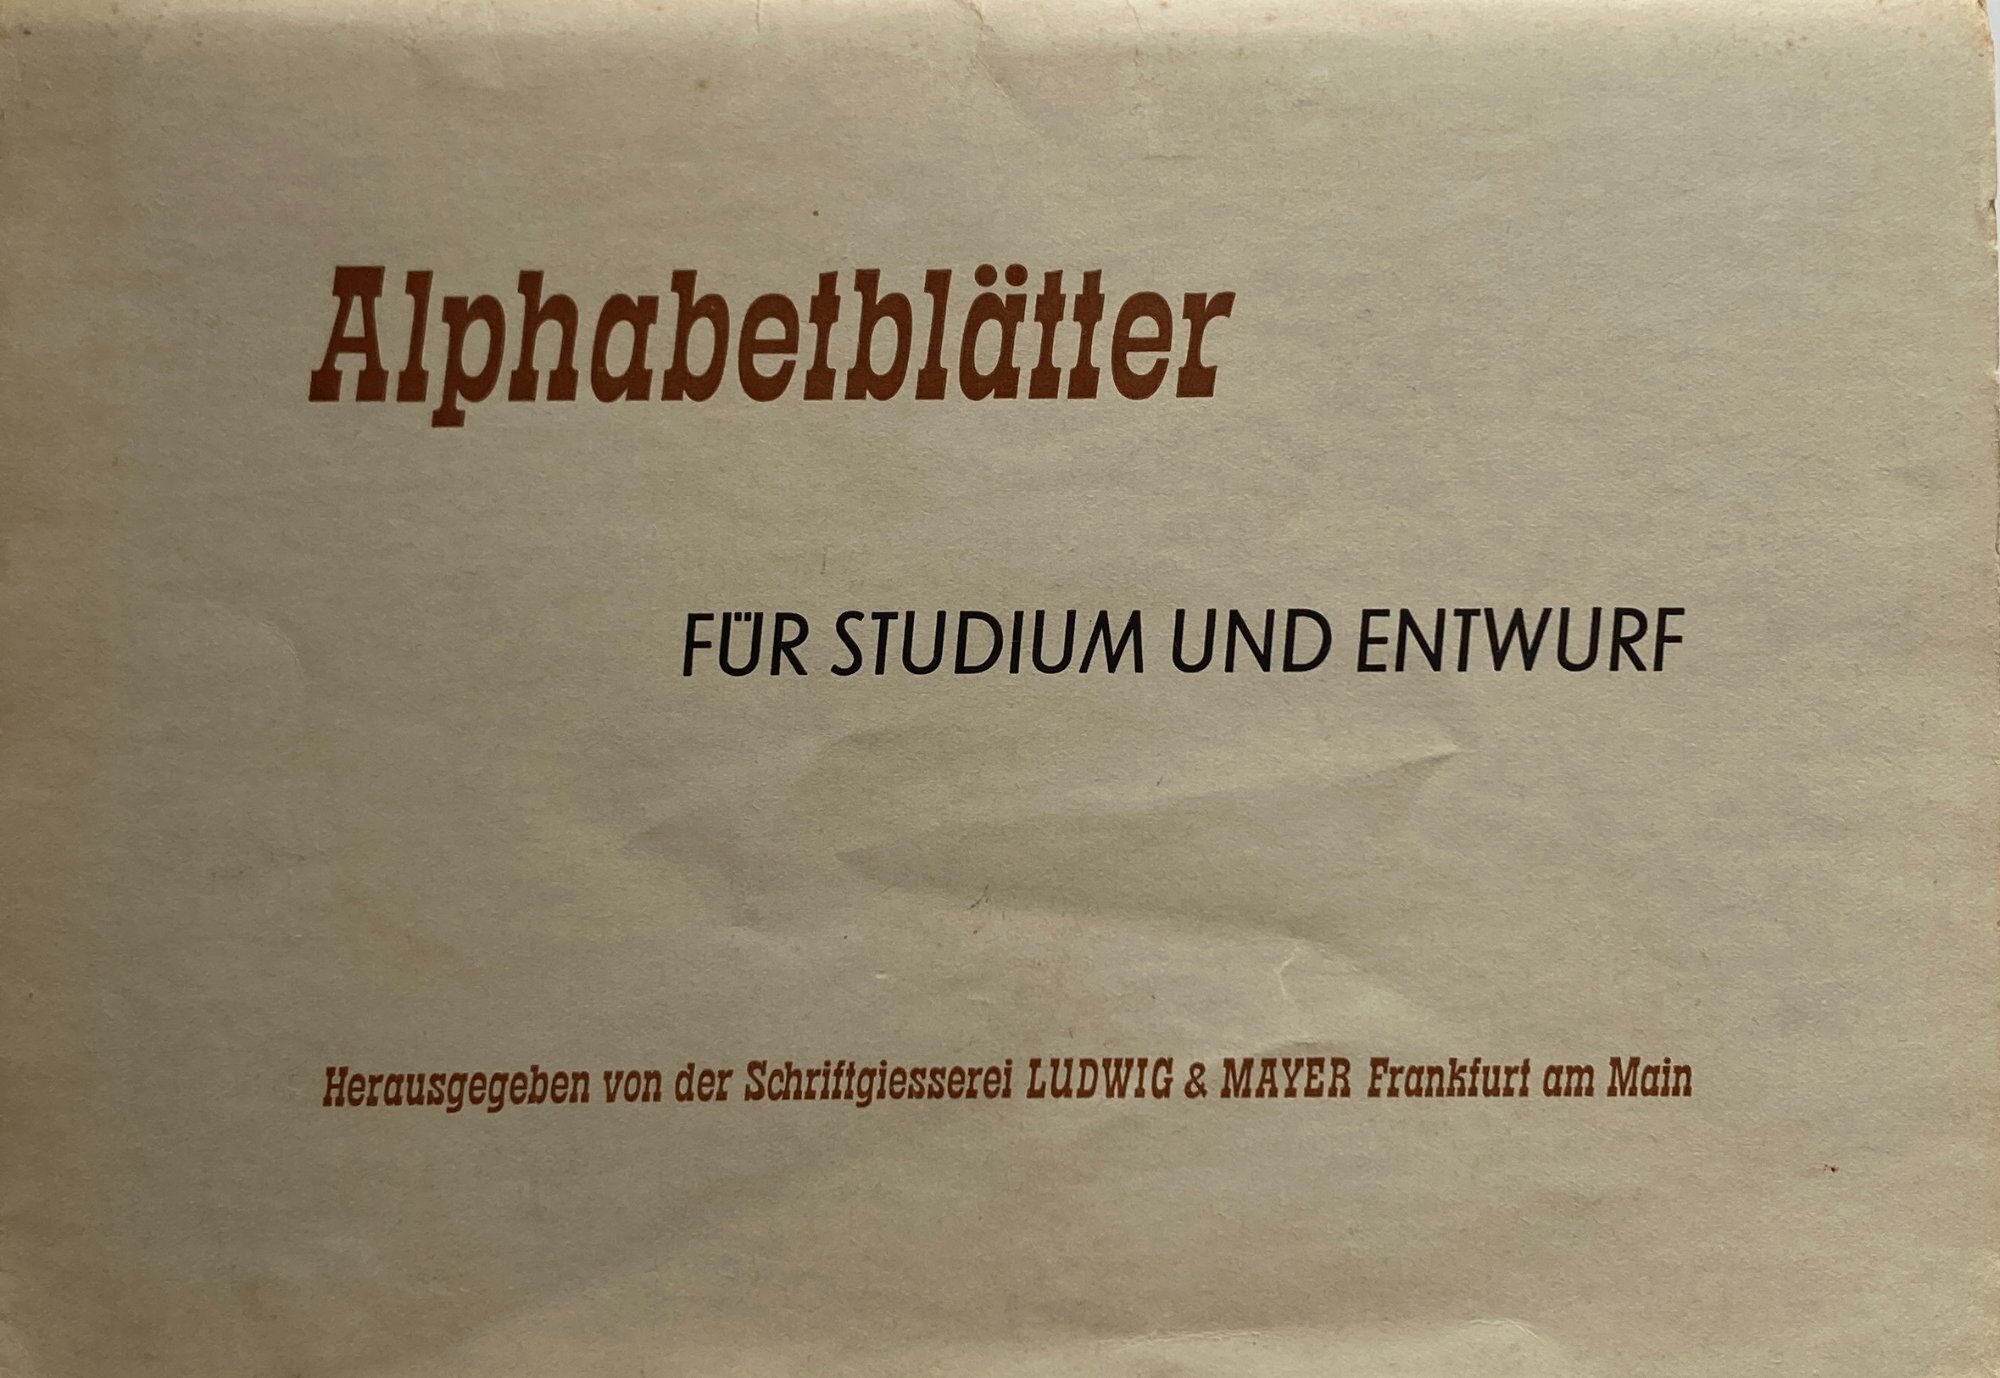 Alphabetblätter
FÜR STUDIUM UND ENTWURF
Herausgegeben von der Schriftgiesserei LUDWIG & MAYER Frankfurt am Main